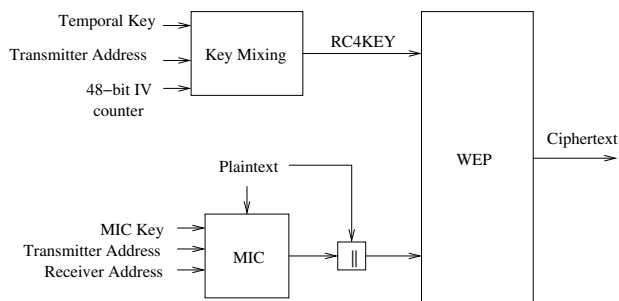 Temporal Key
Transmitter Address
48−bit IV
counter
Key Mixing
RC4KEY
WEP
Ciphertext
Plaintext
MIC Key
Transmitter Address
Receiver Address
MIC
||